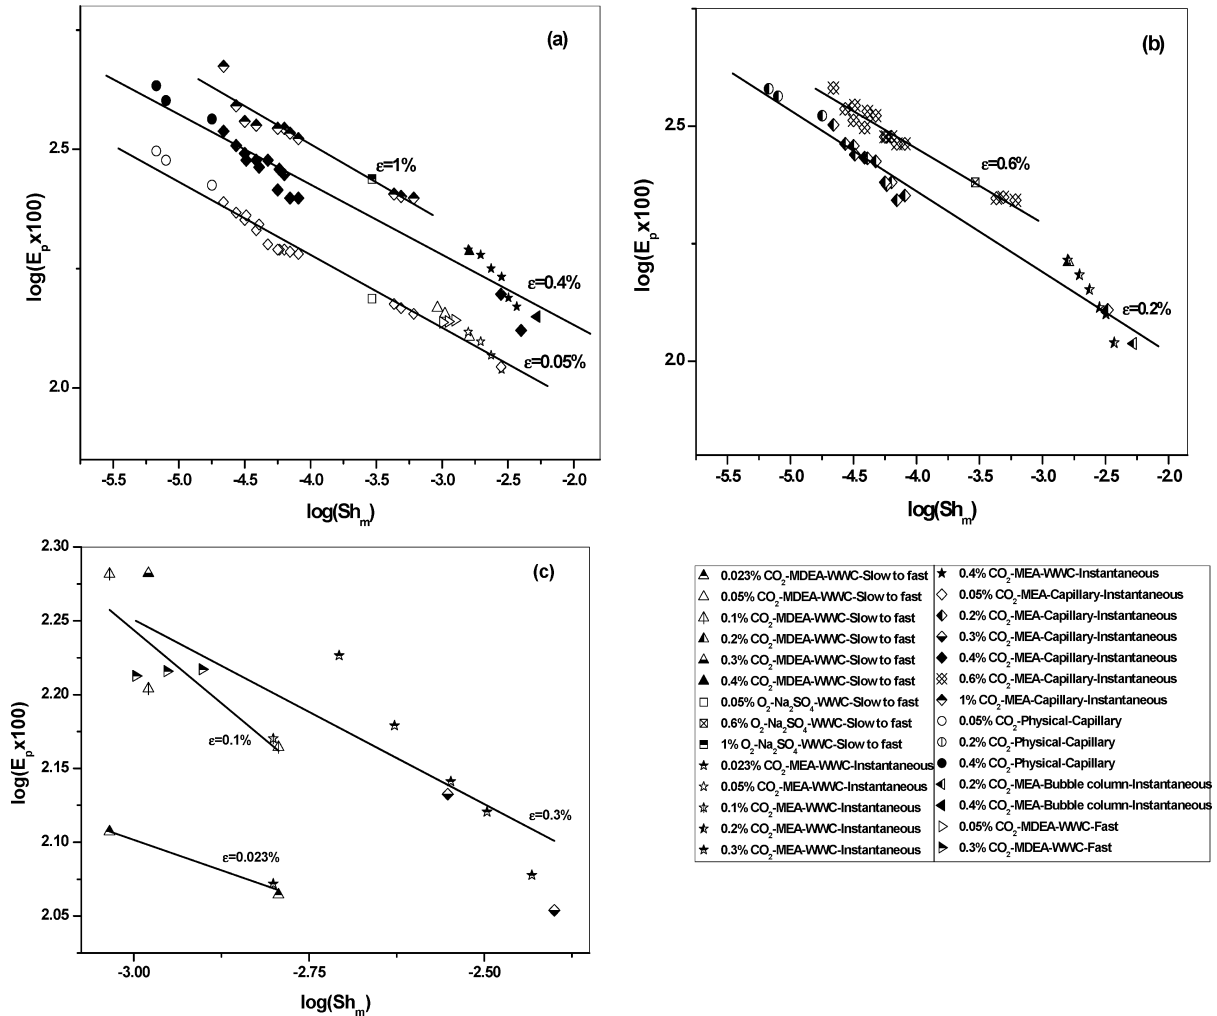 (a)
2.5
2.0
log(E_p x100)
ε=1%
ε=0.4%
ε=0.05%
-5.5 -5.0 -4.5 -4.0 -3.5 -3.0 -2.5 -2.0
log(Sh_m)
(b)
2.5
2.0
log(E_p x100)
ε=0.6%
ε=0.2%
-5.5 -5.0 -4.5 -4.0 -3.5 -3.0 -2.5 -2.0
log(Sh_m)
(c)
2.30
2.25
2.20
2.15
2.10
2.05
log(E_p x100)
ε=0.1%
ε=0.3%
ε=0.023%
-3.00 -2.75 -2.50
log(Sh_m)
0.023% CO₂-MDEA-WWC-Slow to fast
0.05% CO₂-MDEA-WWC-Slow to fast
0.1% CO₂-MDEA-WWC-Slow to fast
0.2% CO₂-MDEA-WWC-Slow to fast
0.3% CO₂-MDEA-WWC-Slow to fast
0.4% CO₂-MDEA-WWC-Slow to fast
0.05% O₂-Na₂SO₄-WWC-Slow to fast
0.6% O₂-Na₂SO₄-WWC-Slow to fast
1% O₂-Na₂SO₄-WWC-Slow to fast
0.023% CO₂-MEA-WWC-Instantaneous
0.05% CO₂-MEA-WWC-Instantaneous
0.1% CO₂-MEA-WWC-Instantaneous
0.2% CO₂-MEA-WWC-Instantaneous
0.3% CO₂-MEA-WWC-Instantaneous
0.4% CO₂-MEA-WWC-Instantaneous
0.05% CO₂-MEA-Capillary-Instantaneous
0.2% CO₂-MEA-Capillary-Instantaneous
0.3% CO₂-MEA-Capillary-Instantaneous
0.4% CO₂-MEA-Capillary-Instantaneous
0.6% CO₂-MEA-Capillary-Instantaneous
1% CO₂-MEA-Capillary-Instantaneous
0.05% CO₂-Physical-Capillary
0.2% CO₂-Physical-Capillary
0.4% CO₂-Physical-Capillary
0.2% CO₂-MEA-Bubble column-Instantaneous
0.4% CO₂-MEA-Bubble column-Instantaneous
0.05% CO₂-MDEA-WWC-Fast
0.3% CO₂-MDEA-WWC-Fast